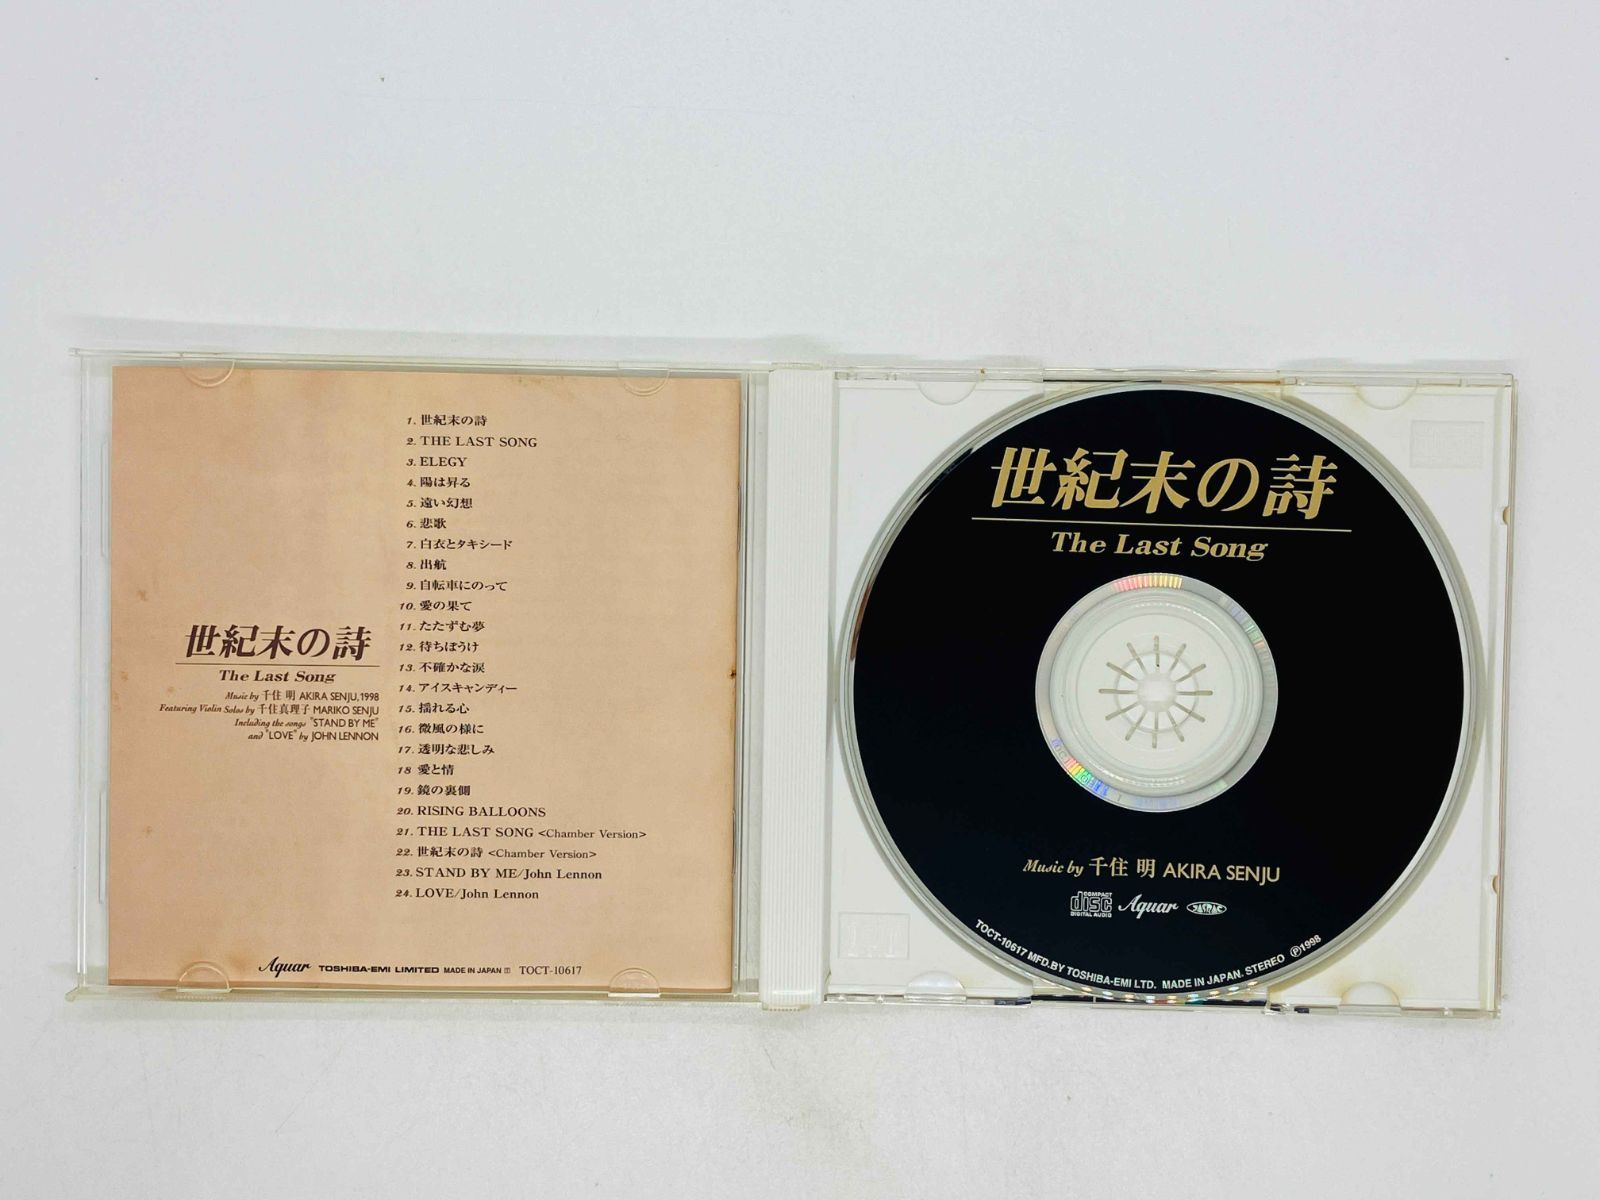 1. 世紀末の詩
2. THE LAST SONG
3. ELEGY
4. 陽は昇る
5. 遠い幻想
6. 悲歌
7. 白衣とタキシード
8. 出航
9. 自転車にのって
10. 愛の果て
11. たたずむ夢
12. 待ちぼうけ
13. 不確かな涙
14. アイスキャンディー
15. 揺れる心
16. 微風の様に
17. 透明な悲しみ
18 愛と情
19. 鏡の裏側
20. RISING BALLOONS
21. THE LAST SONG <Chamber Version>
22. 世紀末の詩 <Chamber Version>
23. STAND BY ME/John Lennon
24. LOVE/John Lennon
世紀末の詩
The Last Song
Music by 千住 明 AKIRA SENJU, 1998
Featuring Violin Solos by 千住真理子 MARIKO SENJU
Including the songs "STAND BY ME"
and "LOVE" by JOHN LENNON
Aquar TOSHIBA-EMI LIMITED MADE IN JAPAN TOCT-10617
世紀末の詩
The Last Song
Music by 千住 明 AKIRA SENJU
COMPACT disc DIGITAL AUDIO Aquar JASRAC
TOCT-10617 MFD. BY TOSHIBA-EMI LTD. MADE IN JAPAN. STEREO ℗1998